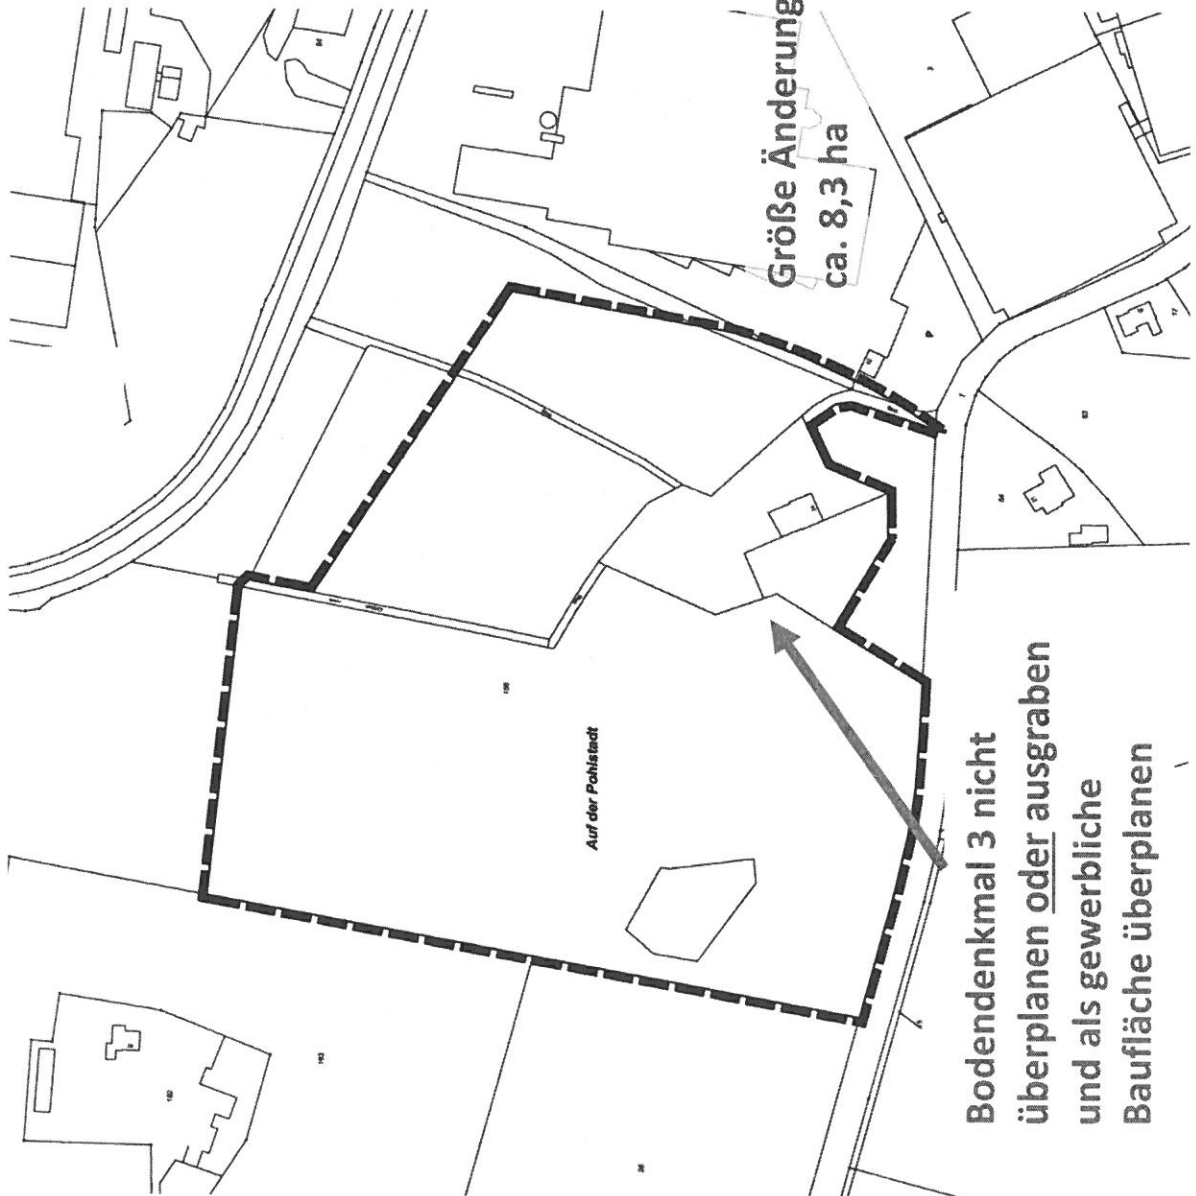 Größe Änderung
ca. 8,3 ha
Auf der Pohlstadt
Bodendenkmal 3 nicht
überplanen oder ausgraben
und als gewerbliche
Baufläche überplanen